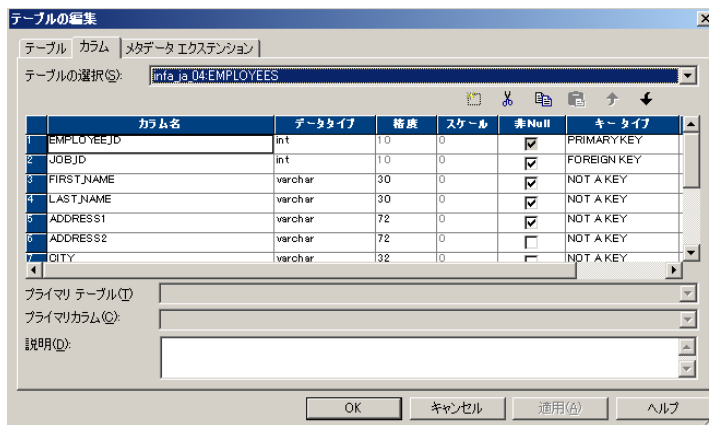 テーブルの編集
テーブル カラム メタデータ エクステンション
テーブルの選択(S): infa_ja_04:EMPLOYEES
カラム名 データタイプ 精度 スケール 非Null キー タイプ
1 EMPLOYEE_ID int 10 0 PRIMARY KEY
2 JOB_ID int 10 0 FOREIGN KEY
3 FIRST_NAME varchar 30 0 NOT A KEY
4 LAST_NAME varchar 30 0 NOT A KEY
5 ADDRESS1 varchar 72 0 NOT A KEY
6 ADDRESS2 varchar 72 0 NOT A KEY
7 CITY varchar 32 0 NOT A KEY
プライマリ テーブル(T)
プライマリカラム(C):
説明(D):
OK キャンセル 適用(A) ヘルプ